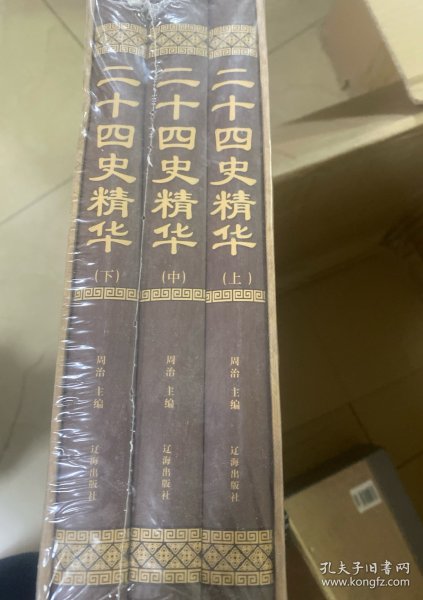 二十四史精华
(上)
周治 主编
辽海出版社
二十四史精华
(中)
周治 主编
辽海出版社
二十四史精华
(下)
周治 主编
辽海出版社
孔夫子旧书网
www.kongfz.com